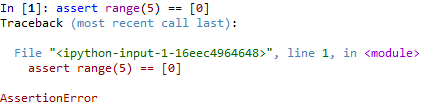 In [1]: assert range(5) == [0]
Traceback (most recent call last):
File "<ipython-input-1-16eec4964648>", line 1, in <module>
assert range(5) == [0]
AssertionError